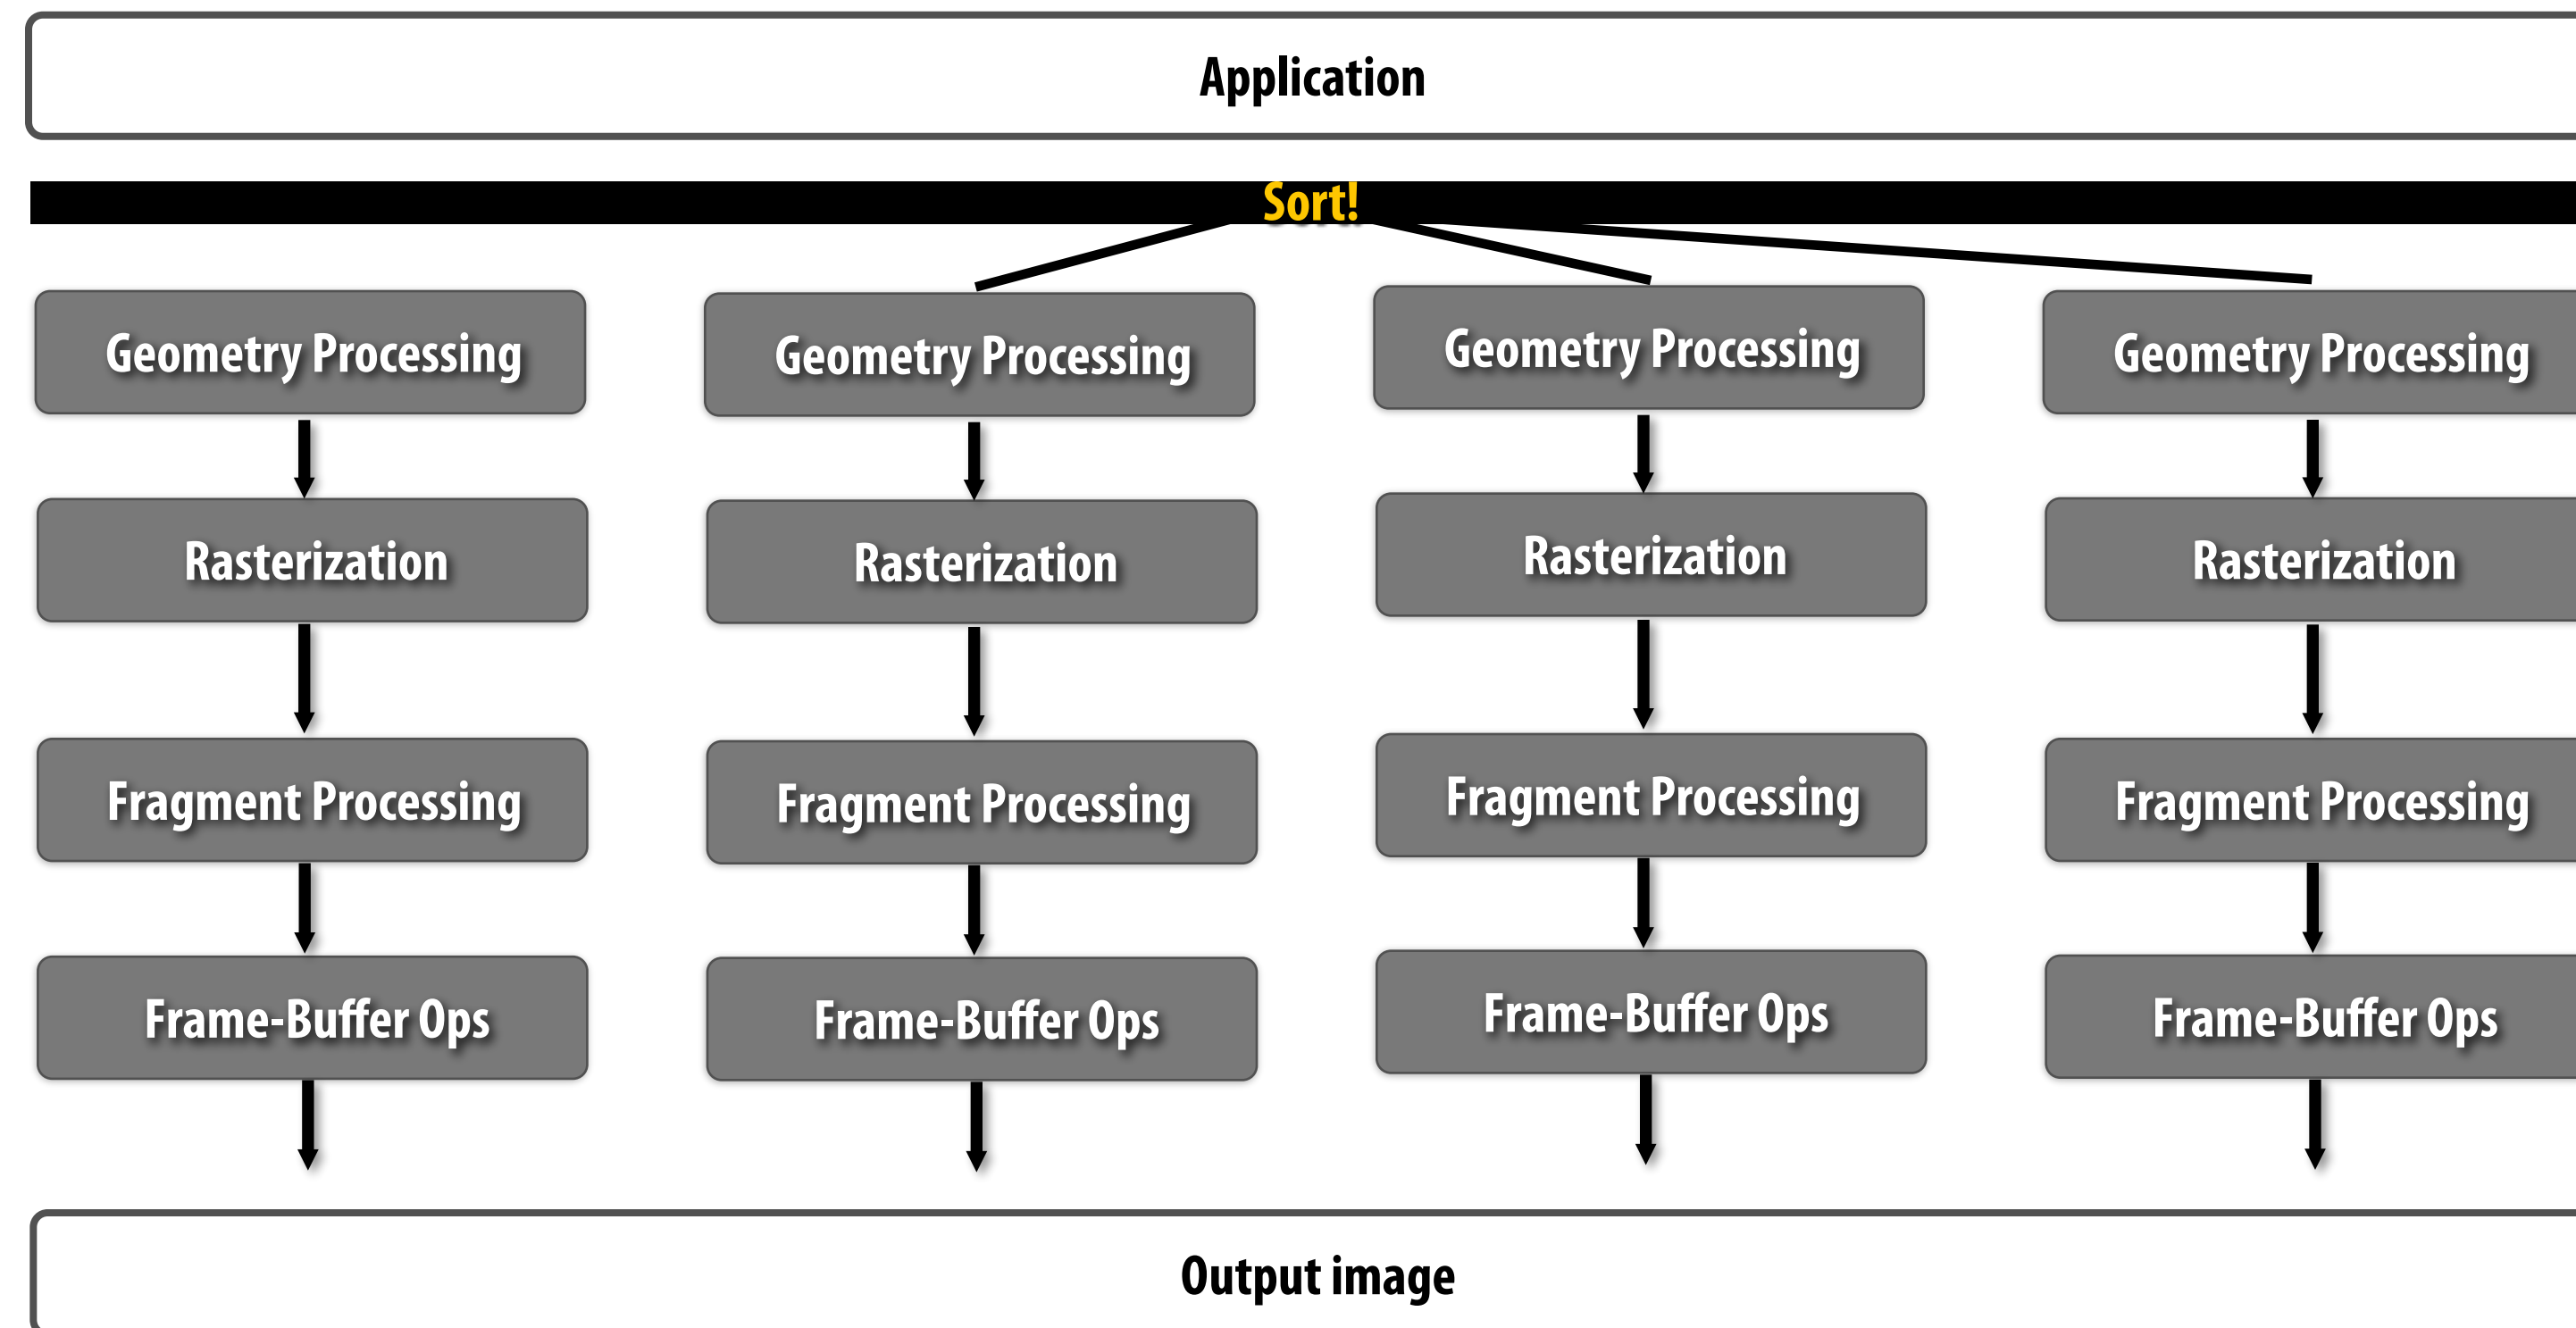 Application
Sort!
Geometry Processing
Geometry Processing
Geometry Processing
Geometry Processing
Rasterization
Rasterization
Rasterization
Rasterization
Fragment Processing
Fragment Processing
Fragment Processing
Fragment Processing
Frame-Buffer Ops
Frame-Buffer Ops
Frame-Buffer Ops
Frame-Buffer Ops
Output image